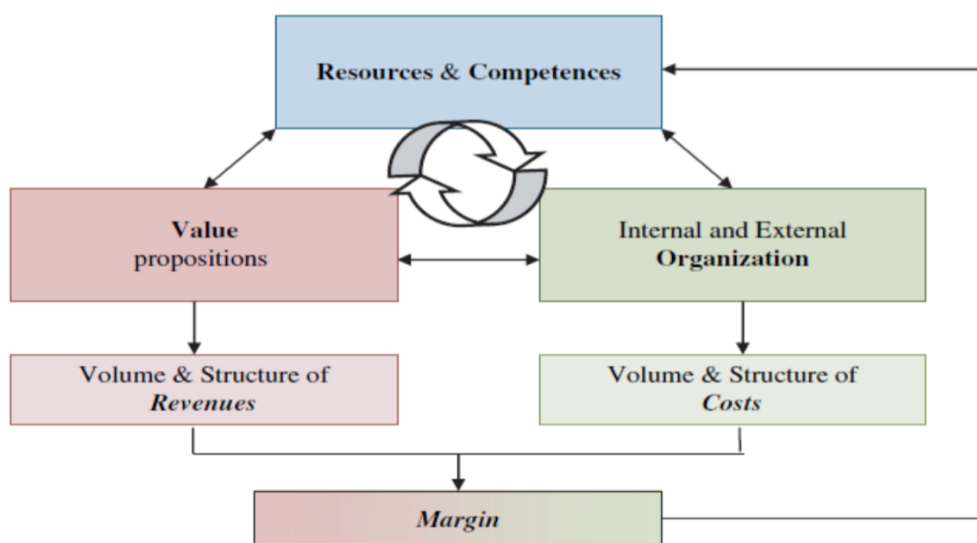 Resources & Competences
Value
propositions
Internal and External
Organization
Volume & Structure of
Revenues
Volume & Structure of
Costs
Margin